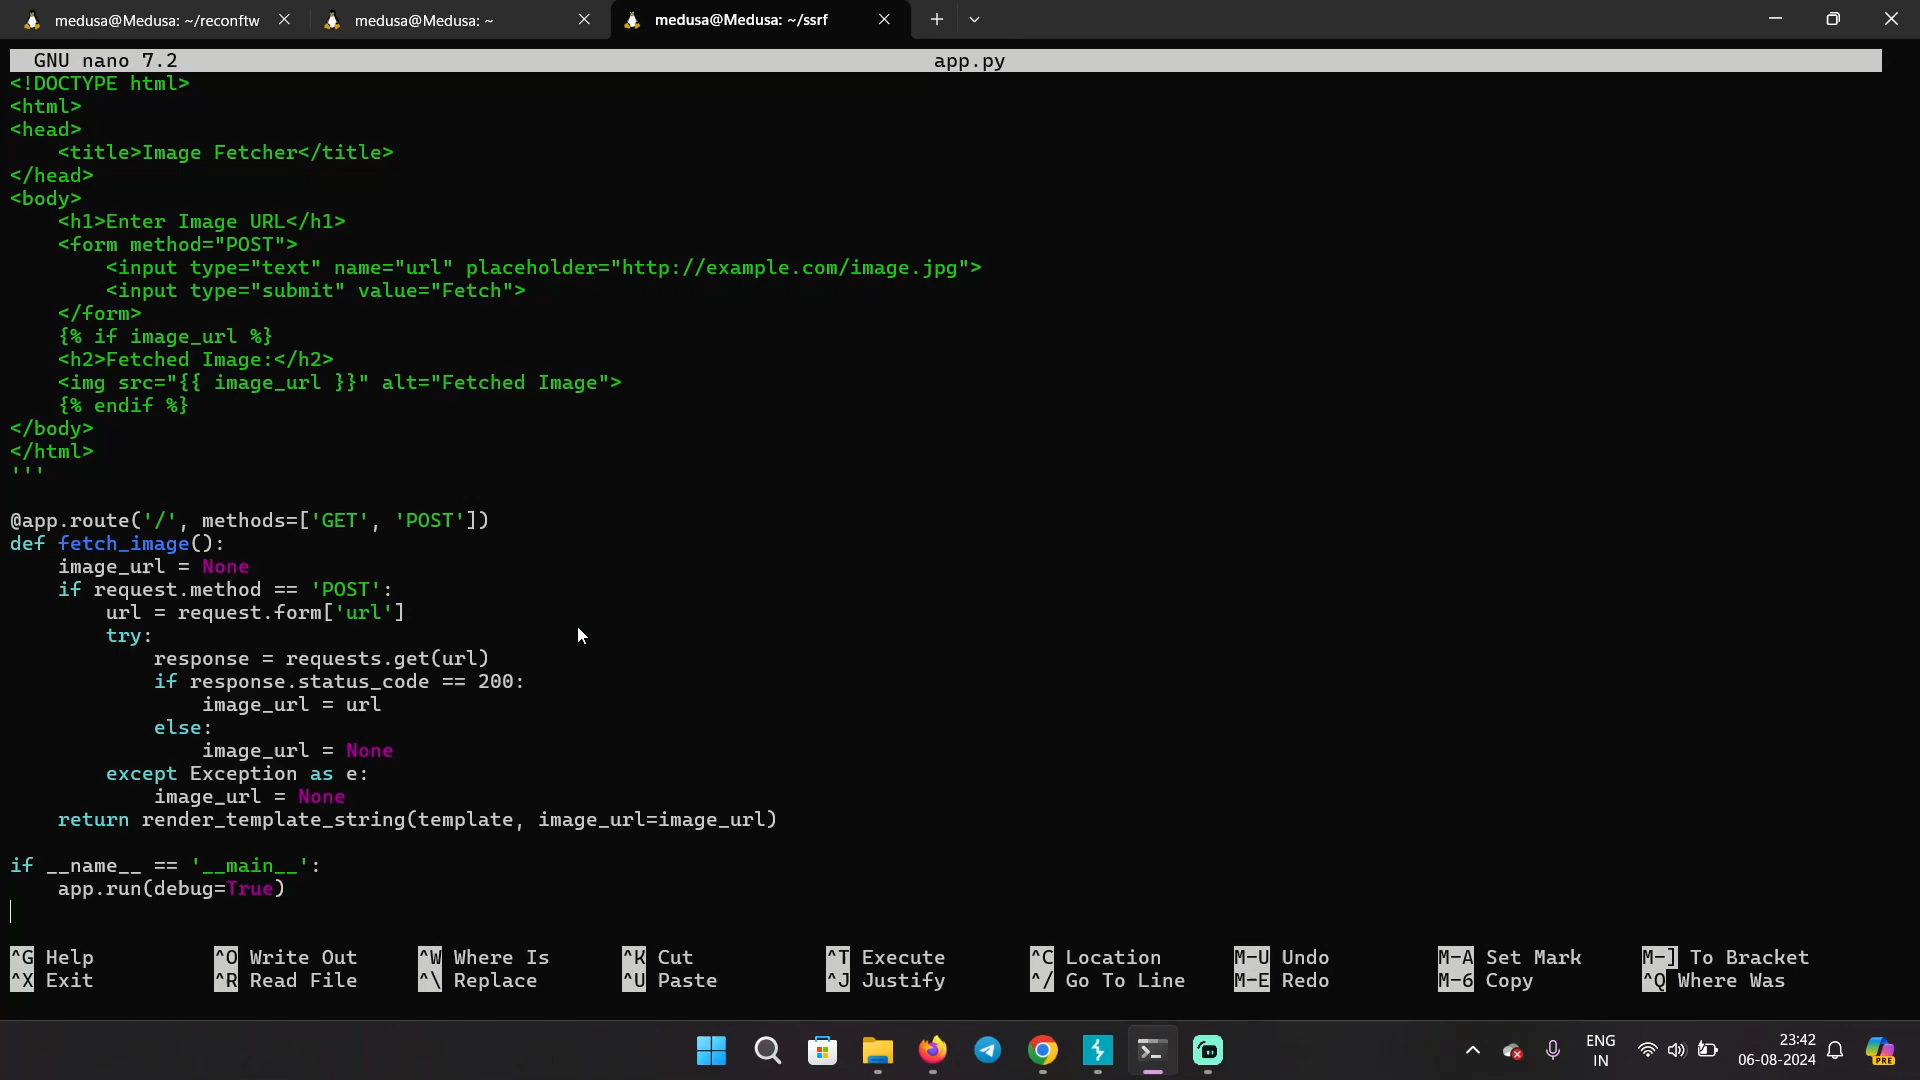 medusa@Medusa: ~/reconftw
medusa@Medusa: ~
medusa@Medusa: ~/ssrf
GNU nano 7.2 app.py
<!DOCTYPE html>
<html>
<head>
    <title>Image Fetcher</title>
</head>
<body>
    <h1>Enter Image URL</h1>
    <form method="POST">
        <input type="text" name="url" placeholder="http://example.com/image.jpg">
        <input type="submit" value="Fetch">
    </form>
    {% if image_url %}
    <h2>Fetched Image:</h2>
    <img src="{{ image_url }}" alt="Fetched Image">
    {% endif %}
</body>
</html>
'''
@app.route('/', methods=['GET', 'POST'])
def fetch_image():
    image_url = None
    if request.method == 'POST':
        url = request.form['url']
        try:
            response = requests.get(url)
            if response.status_code == 200:
                image_url = url
            else:
                image_url = None
        except Exception as e:
            image_url = None
    return render_template_string(template, image_url=image_url)
if __name__ == '__main__':
    app.run(debug=True)
^G Help ^O Write Out ^W Where Is ^K Cut ^T Execute ^C Location M-U Undo M-A Set Mark M-] To Bracket
^X Exit ^R Read File ^\ Replace ^U Paste ^J Justify ^/ Go To Line M-E Redo M-6 Copy ^Q Where Was
ENG
IN
23:42
06-08-2024
PRE